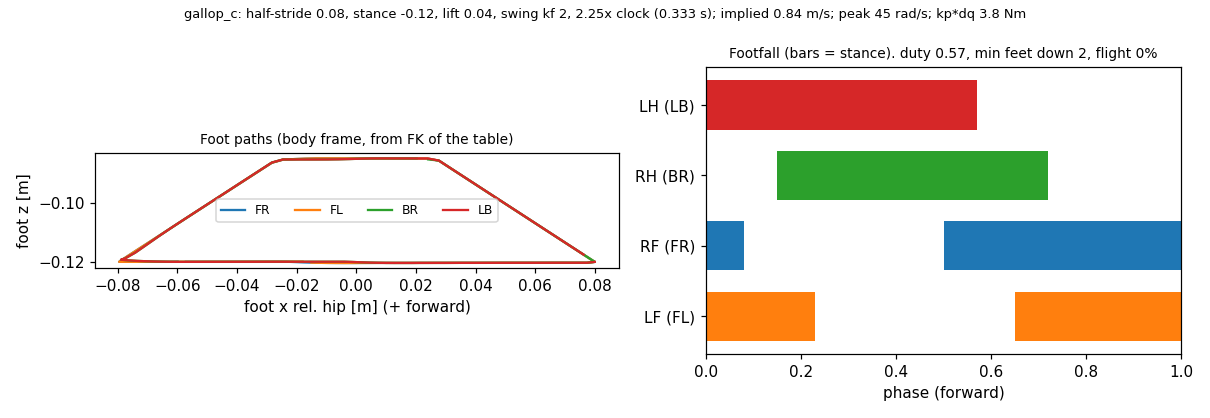 gallop_c: half-stride 0.08, stance -0.12, lift 0.04, swing kf 2, 2.25x clock (0.333 s); implied 0.84 m/s; peak 45 rad/s; kp*dq 3.8 Nm
Foot paths (body frame, from FK of the table)
foot z [m]
−0.10
−0.12
FR FL BR LB
−0.08 −0.06 −0.04 −0.02 0.00 0.02 0.04 0.06 0.08
foot x rel. hip [m] (+ forward)
Footfall (bars = stance). duty 0.57, min feet down 2, flight 0%
LH (LB)
RH (BR)
RF (FR)
LF (FL)
0.0 0.2 0.4 0.6 0.8 1.0
phase (forward)